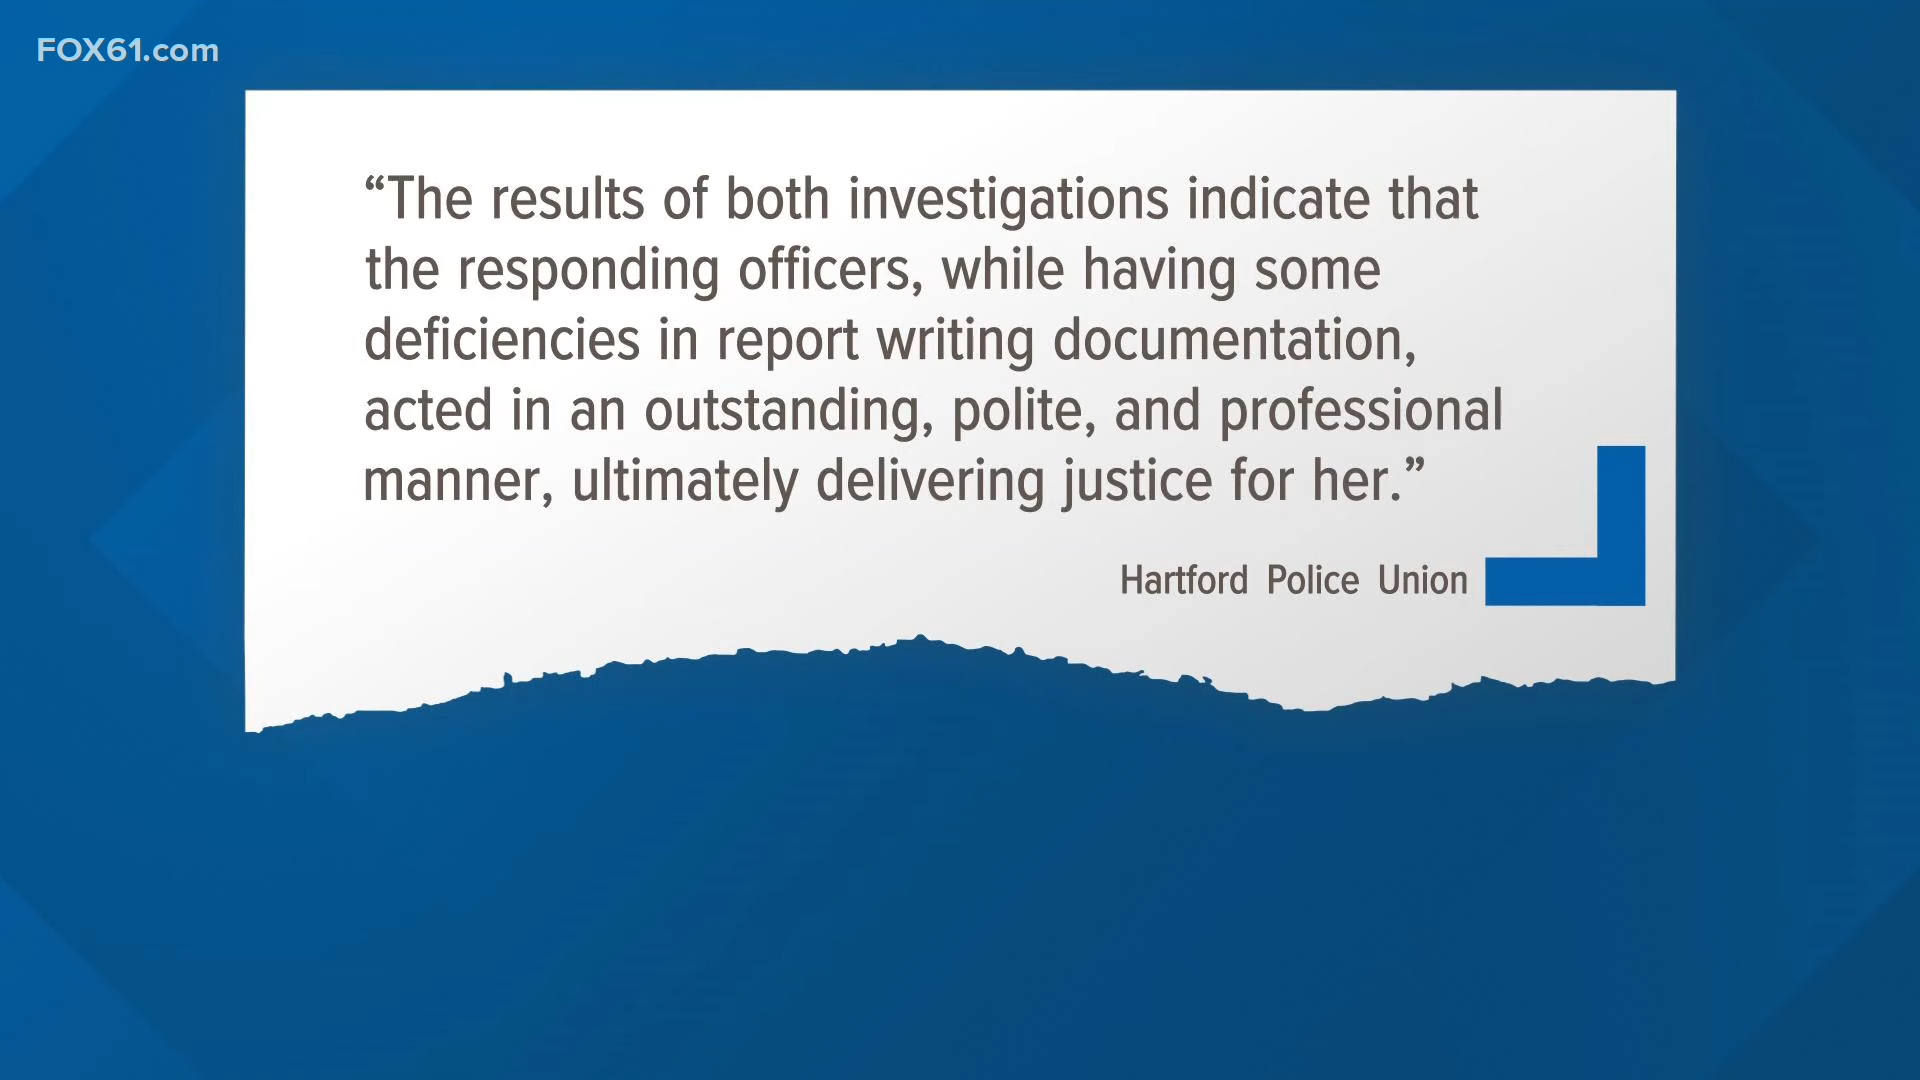 FOX61.com
“The results of both investigations indicate that
the responding officers, while having some
deficiencies in report writing documentation,
acted in an outstanding, polite, and professional
manner, ultimately delivering justice for her.”
Hartford Police Union